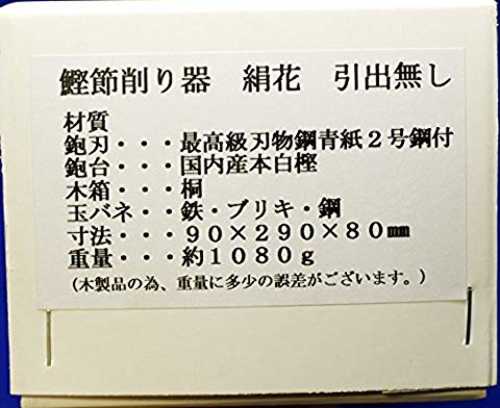 鰹節削り器　絹花　引出無し
材質
鉋刃・・・最高級刃物鋼青紙２号鋼付
鉋台・・・国内産本白樫
木箱・・・桐
玉バネ・・鉄・ブリキ・鋼
寸法・・・９０×２９０×８０㎜
重量・・・約１０８０ｇ
（木製品の為、重量に多少の誤差がございます。）